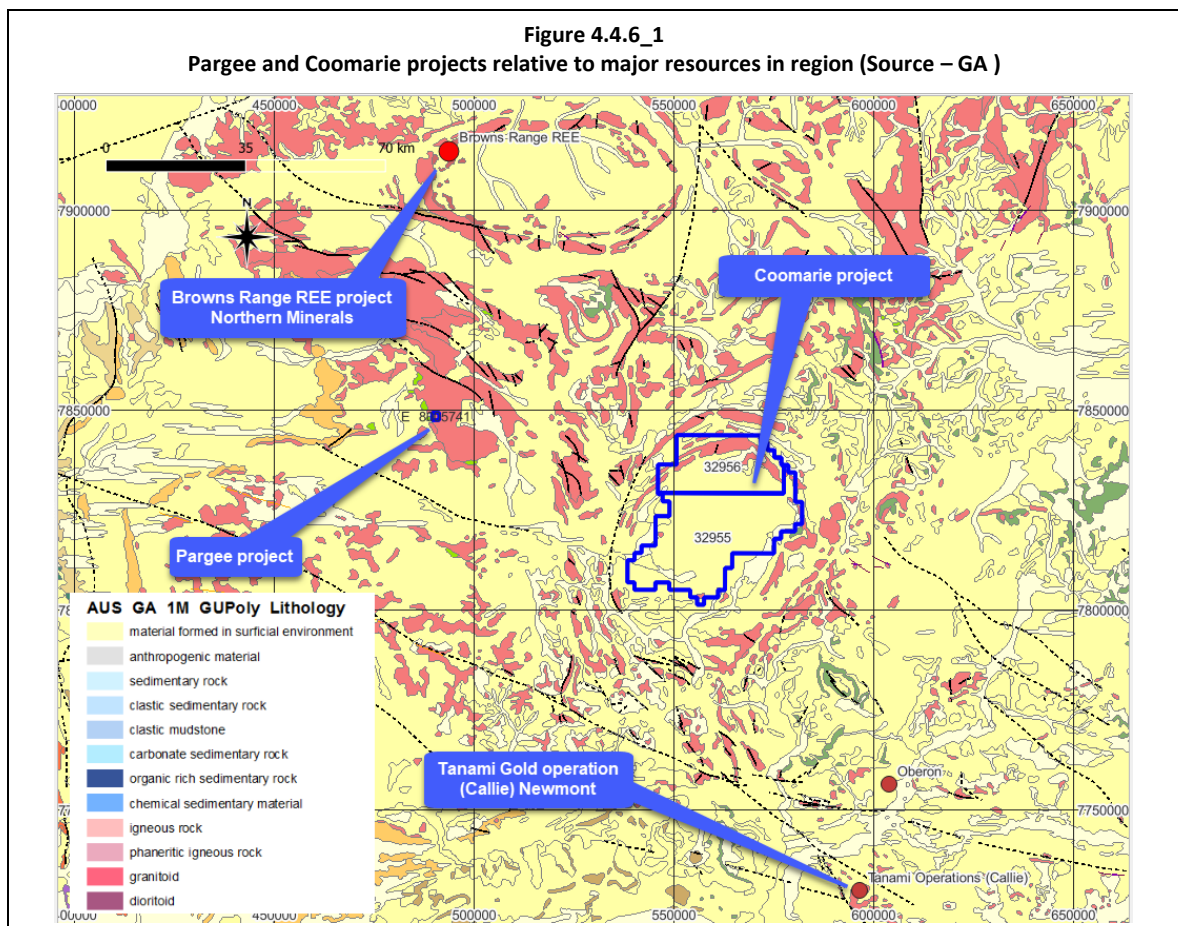 Figure 4.4.6_1
Pargee and Coomarie projects relative to major resources in region (Source – GA )
00000
450000
500000
550000
600000
650000
Browns Range REE
0
35
70 km
7900000
7900000
N
Coomarie project
Browns Range REE project
Northern Minerals
7850000
7850000
E
5741
32956
32955
Pargee project
7800000
AUS GA 1M GUPoly Lithology
material formed in surficial environment
anthropogenic material
sedimentary rock
clastic sedimentary rock
clastic mudstone
carbonate sedimentary rock
organic rich sedimentary rock
chemical sedimentary material
igneous rock
phaneritic igneous rock
granitoid
dioritoid
Tanami Gold operation
(Callie) Newmont
Oberon
7750000
Tanami Operations (Callie)
00000
450000
500000
550000
600000
650000